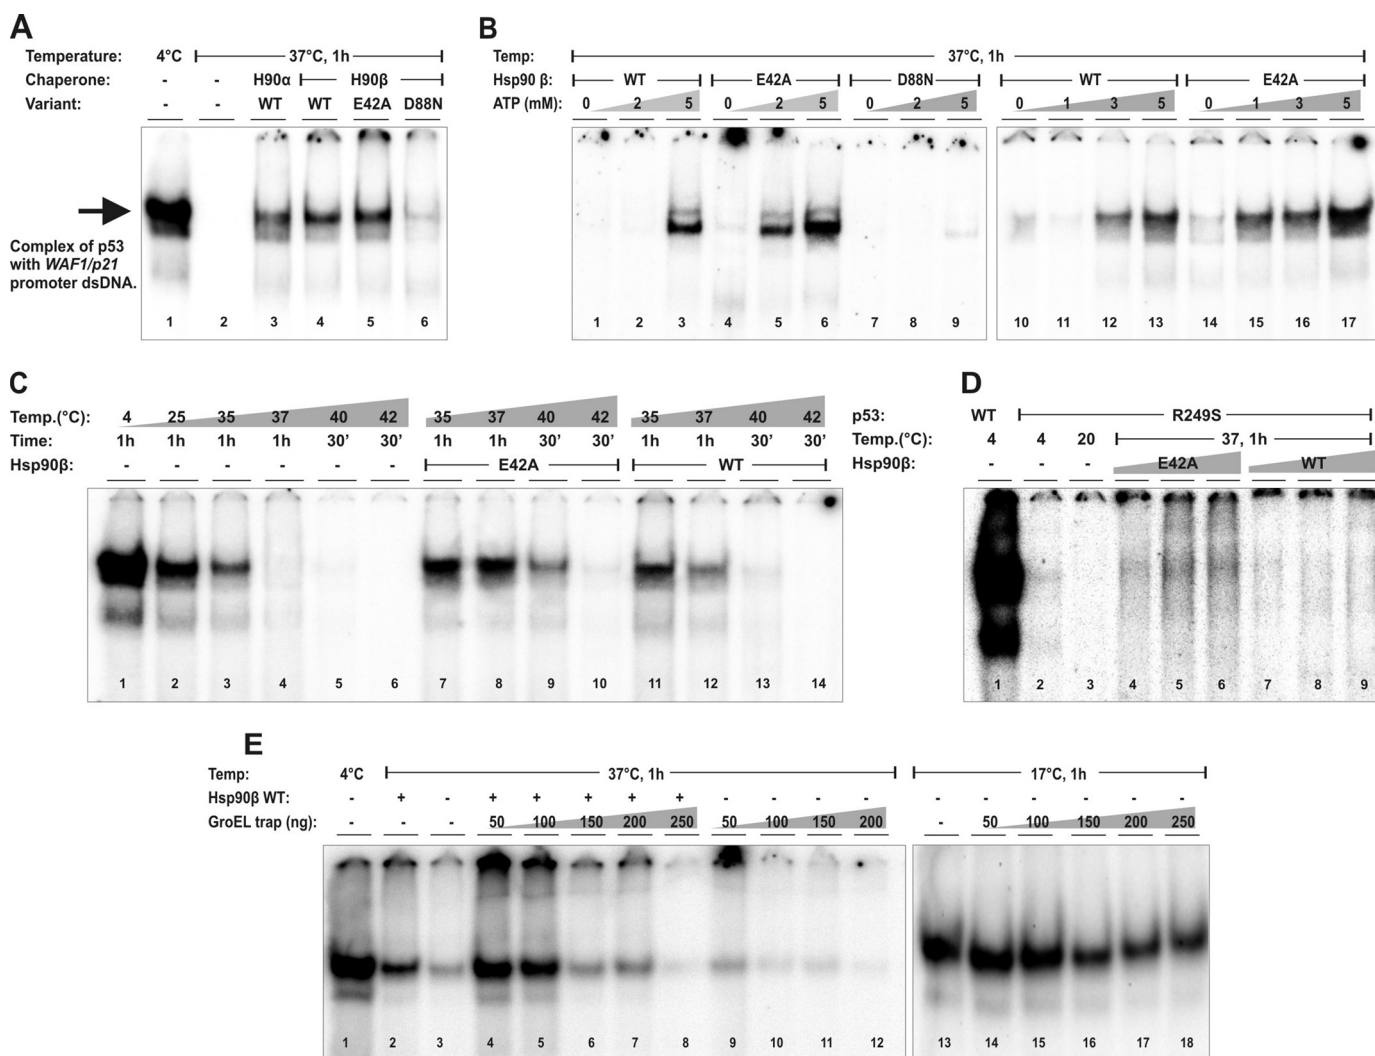 A
Temperature: 4°C 37°C, 1h
Chaperone: - - H90α H90β
Variant: - - WT WT E42A D88N
Complex of p53
with WAF1/p21
promoter dsDNA.
1 2 3 4 5 6
B
Temp: 37°C, 1h
Hsp90 β: WT E42A D88N WT E42A
ATP (mM): 0 2 5 0 2 5 0 2 5 0 1 3 5 0 1 3 5
1 2 3 4 5 6 7 8 9 10 11 12 13 14 15 16 17
C
Temp.(°C): 4 25 35 37 40 42 35 37 40 42 35 37 40 42
Time: 1h 1h 1h 1h 30’ 30’ 1h 1h 30’ 30’ 1h 1h 30’ 30’
Hsp90β: - - - - - - E42A WT
1 2 3 4 5 6 7 8 9 10 11 12 13 14
D
p53: WT R249S
Temp.(°C): 4 4 20 37, 1h
Hsp90β: - - - E42A WT
1 2 3 4 5 6 7 8 9
E
Temp: 4°C 37°C, 1h 17°C, 1h
Hsp90β WT: - + - + + + + + - - - - - - - - - -
GroEL trap (ng): - - - 50 100 150 200 250 50 100 150 200 - 50 100 150 200 250
1 2 3 4 5 6 7 8 9 10 11 12 13 14 15 16 17 18